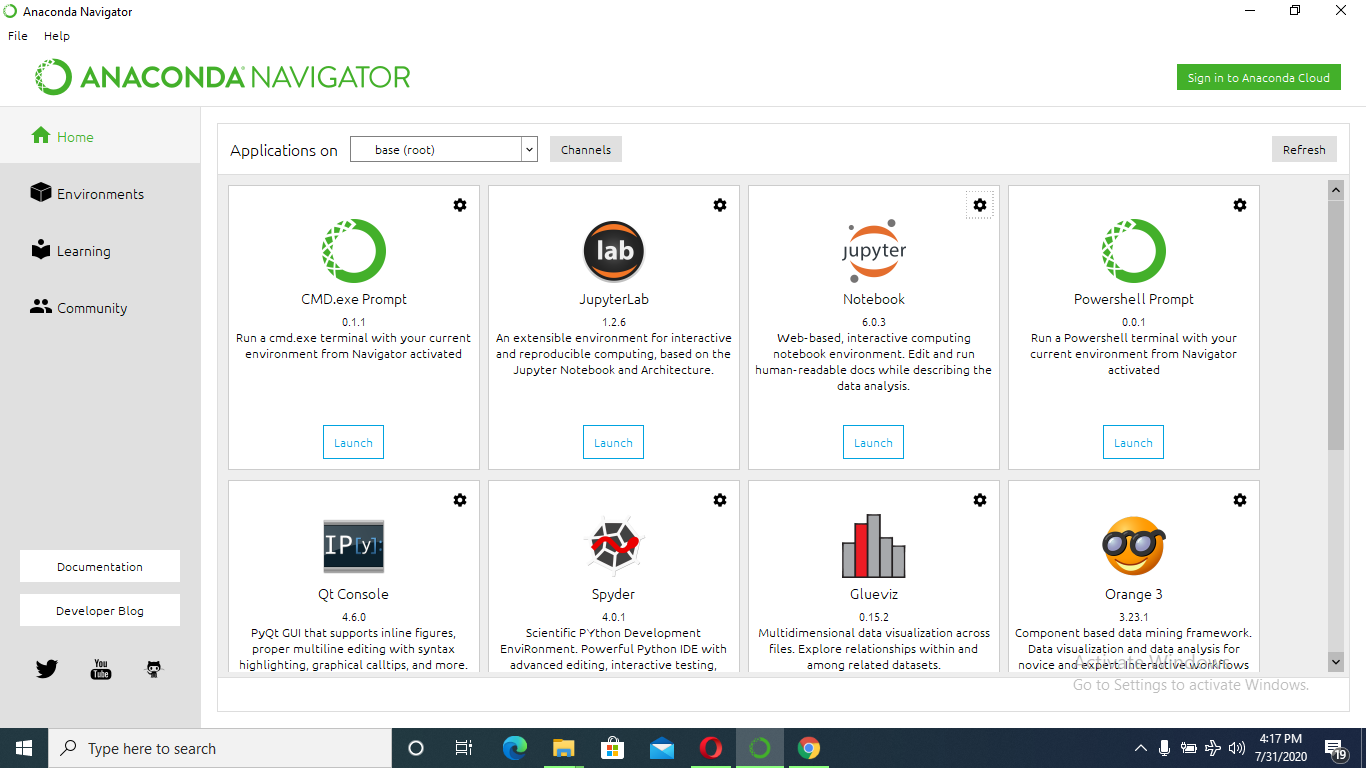 Anaconda Navigator
File Help
ANACONDA NAVIGATOR
Sign in to Anaconda Cloud
Home
Environments
Learning
Community
Documentation
Developer Blog
You
Tube
Applications on base (root) Channels Refresh
CMD.exe Prompt
0.1.1
Run a cmd.exe terminal with your current
environment from Navigator activated
Launch
lab
JupyterLab
1.2.6
An extensible environment for interactive
and reproducible computing, based on the
Jupyter Notebook and Architecture.
Launch
jupyter
Notebook
6.0.3
Web-based, interactive computing
notebook environment. Edit and run
human-readable docs while describing the
data analysis.
Launch
Powershell Prompt
0.0.1
Run a Powershell terminal with your
current environment from Navigator
activated
Launch
IP[y]:
Qt Console
4.6.0
PyQt GUI that supports inline figures,
proper multiline editing with syntax
highlighting, graphical calltips, and more.
Spyder
4.0.1
Scientific PYthon Development
EnviRonment. Powerful Python IDE with
advanced editing, interactive testing,
Glueviz
0.15.2
Multidimensional data visualization across
files. Explore relationships within and
among related datasets.
Orange 3
3.23.1
Component based data mining framework.
Data visualization and data analysis for
novice and expert. Interactive workflows
Activate Windows
Go to Settings to activate Windows.
Type here to search
4:17 PM
7/31/2020
19